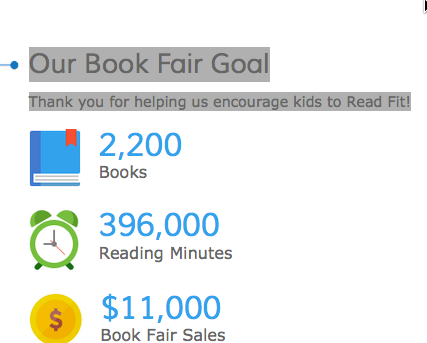 Our Book Fair Goal
Thank you for helping us encourage kids to Read Fit!
2,200
Books
396,000
Reading Minutes
$
$11,000
Book Fair Sales